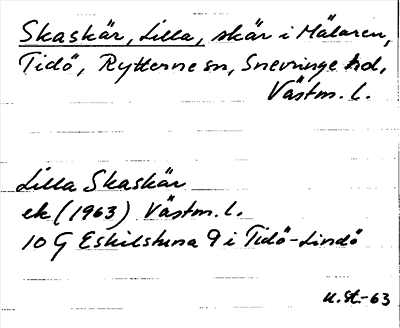 Skaskär, Lilla, skär i Mälaren,
Tidö, Rytterne sn, Snevringe hd,
Västm. l.
Lilla Skaskär
ek (1963) Västm. l.
10 G Eskilstuna 9 i Tidö-Lindö
U.St.-63